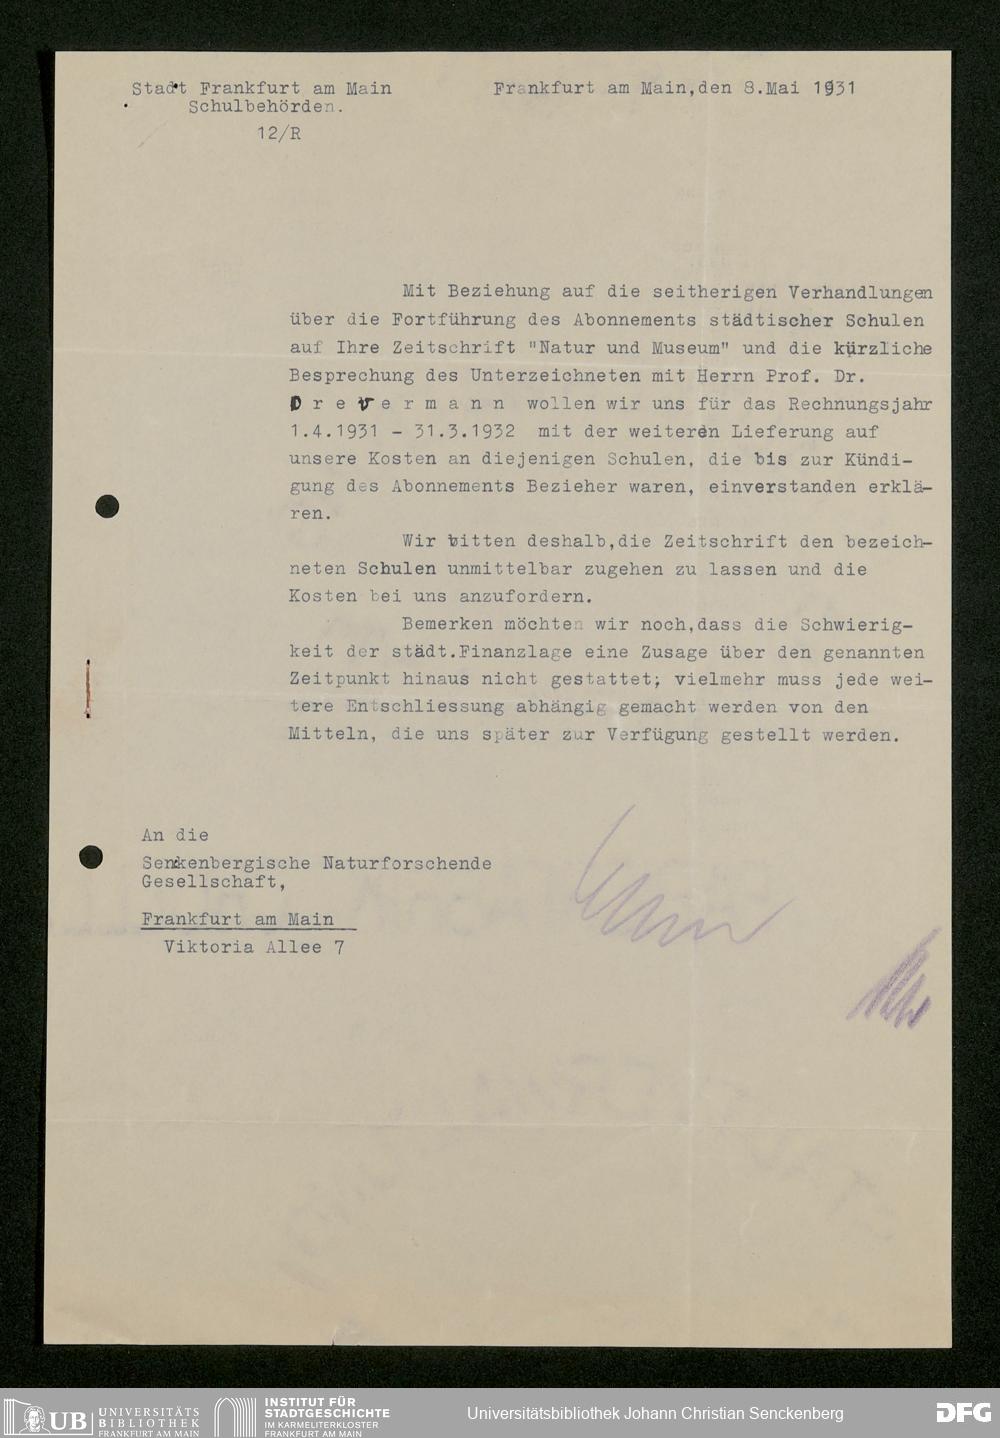 Stadt Frankfurt am Main
Schulbehörden.
12/R
Frankfurt am Main,den 8.Mai 1931
Mit Beziehung auf die seitherigen Verhandlungen
über die Fortführung des Abonnements städtischer Schulen
auf Ihre Zeitschrift "Natur und Museum" und die kürzliche
Besprechung des Unterzeichneten mit Herrn Prof. Dr.
D r e v e r m a n n wollen wir uns für das Rechnungsjahr
1.4.1931 - 31.3.1932 mit der weiteren Lieferung auf
unsere Kosten an diejenigen Schulen, die bis zur Kündi-
gung des Abonnements Bezieher waren, einverstanden erklä-
ren.
Wir bitten deshalb,die Zeitschrift den bezeich-
neten Schulen unmittelbar zugehen zu lassen und die
Kosten bei uns anzufordern.
Bemerken möchten wir noch,dass die Schwierig-
keit der städt.Finanzlage eine Zusage über den genannten
Zeitpunkt hinaus nicht gestattet; vielmehr muss jede wei-
tere Entschliessung abhängig gemacht werden von den
Mitteln, die uns später zur Verfügung gestellt werden.
An die
Senkenbergische Naturforschende
Gesellschaft,
Frankfurt am Main
Viktoria Allee 7
UB UNIVERSITÄTS
BIBLIOTHEK
FRANKFURT AM MAIN
INSTITUT FÜR
STADTGESCHICHTE
IM KARMELITERKLOSTER
FRANKFURT AM MAIN
Universitätsbibliothek Johann Christian Senckenberg
DFG